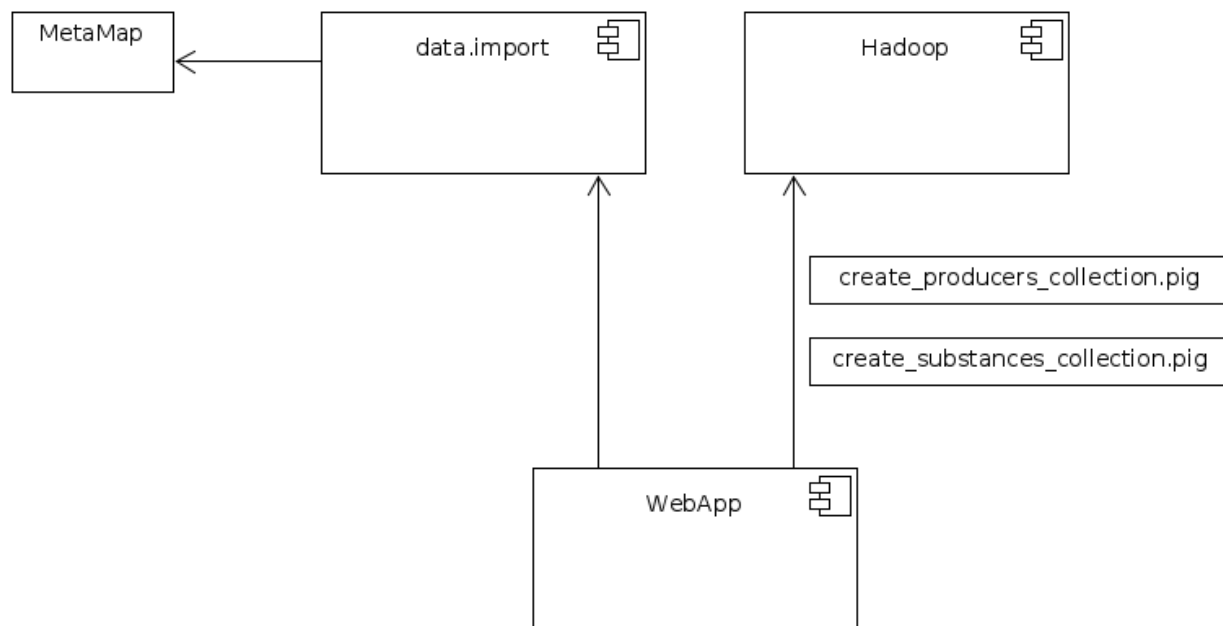 MetaMap
data.import
Hadoop
create_producers_collection.pig
create_substances_collection.pig
WebApp